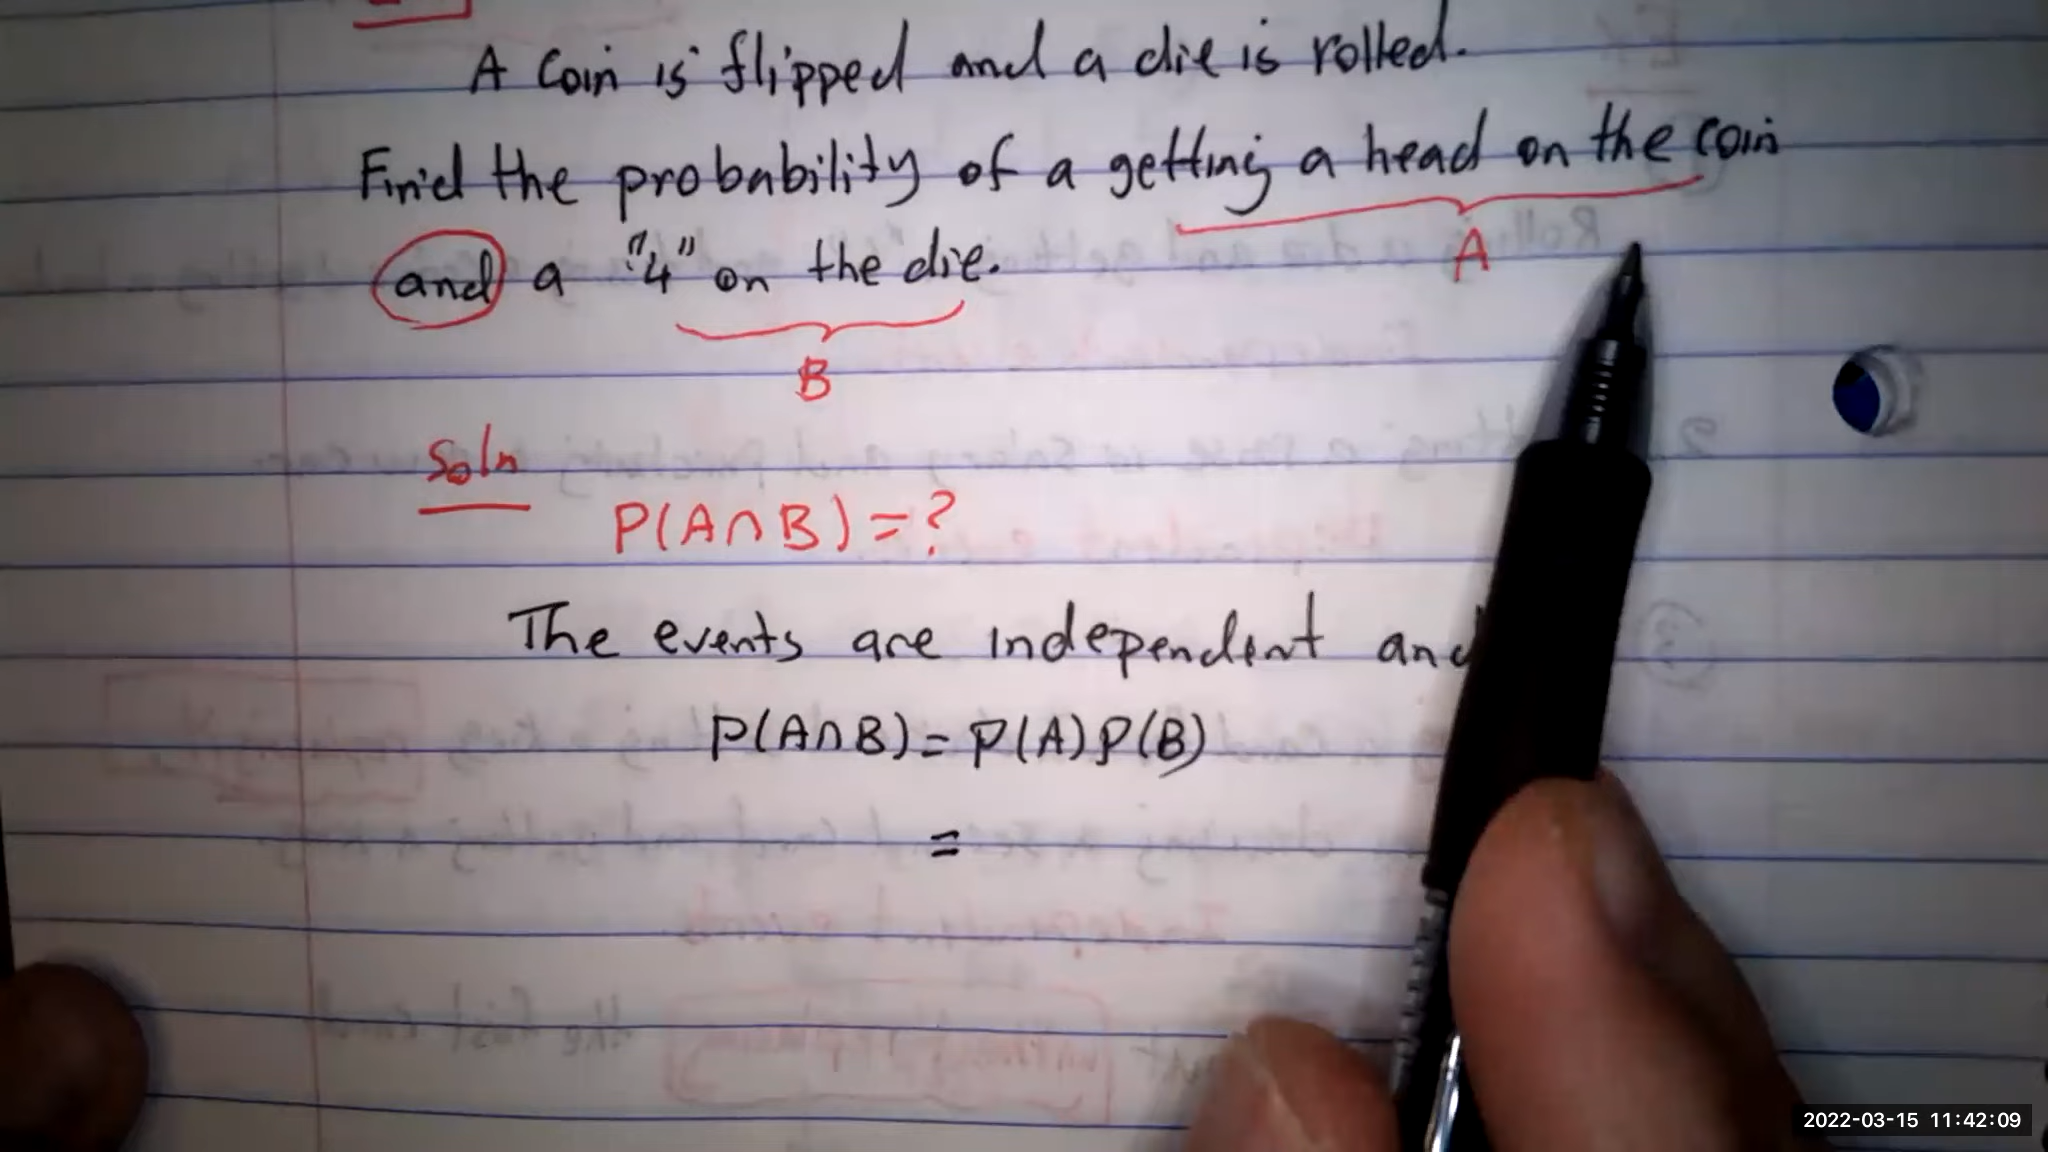 A coin is flipped and a die is rolled.
Find the probability of a getting a head on the coin
A
and a "4" on the die.
B
Soln
P(A∩B) = ?
The events are independent and
P(A∩B) = P(A)P(B)
=
2022-03-15 11:42:09